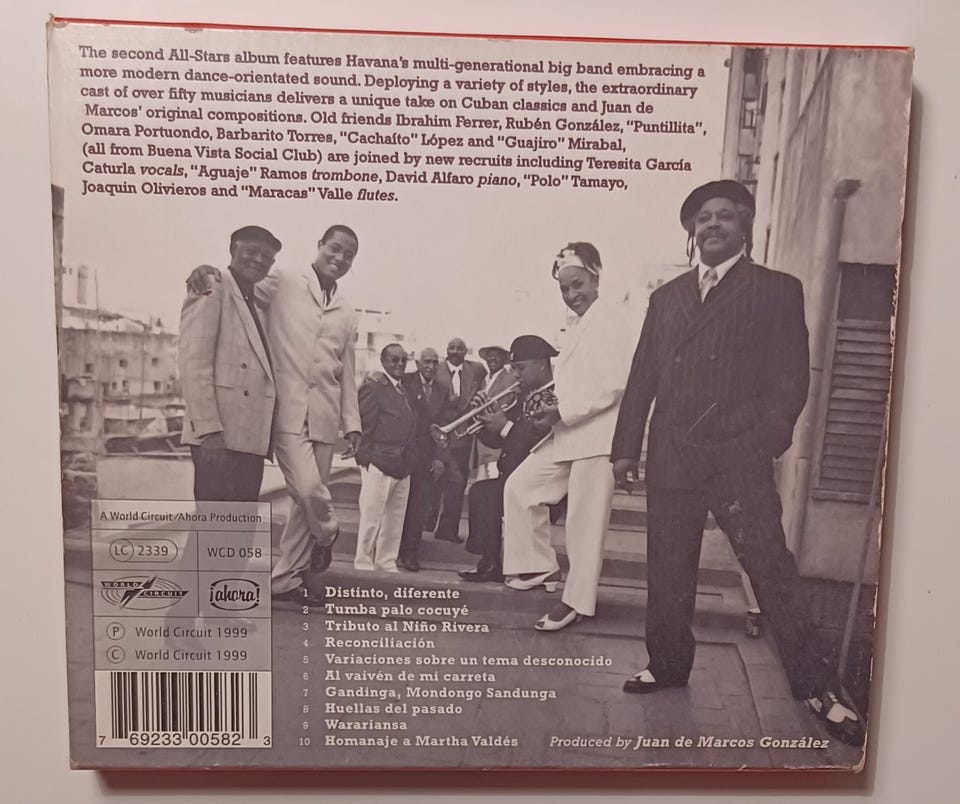 The second All-Stars album features Havana's multi-generational big band embracing a
more modern dance-orientated sound. Deploying a variety of styles, the extraordinary
cast of over fifty musicians delivers a unique take on Cuban classics and Juan de
Marcos' original compositions. Old friends Ibrahim Ferrer, Rubén González, "Puntillita",
Omara Portuondo, Barbarito Torres, "Cachaíto" López and "Guajiro" Mirabal,
(all from Buena Vista Social Club) are joined by new recruits including Teresita García
Caturla vocals, "Aguaje" Ramos trombone, David Alfaro piano, "Polo" Tamayo,
Joaquin Olivieros and "Maracas" Valle flutes.
A World Circuit/Ahora Production
LC 2339
WCD 058
WORLD CIRCUIT
¡ahora!
P World Circuit 1999
C World Circuit 1999
7 69233 00582 3
1 Distinto, diferente
2 Tumba palo cocuyé
3 Tributo al Niño Rivera
4 Reconciliación
5 Variaciones sobre un tema desconocido
6 Al vaivén de mi carreta
7 Gandinga, Mondongo Sandunga
8 Huellas del pasado
9 Warariansa
10 Homanaje a Martha Valdés
Produced by Juan de Marcos González